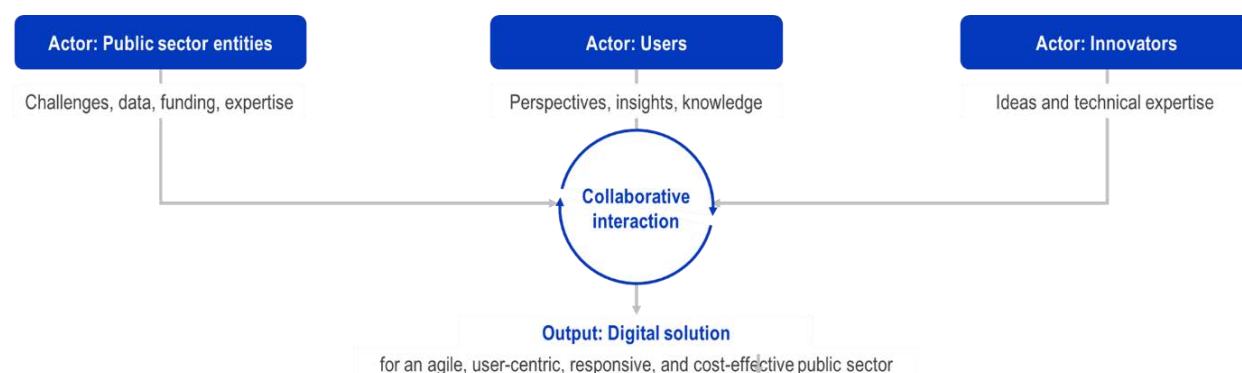 Actor: Public sector entities
Challenges, data, funding, expertise
Actor: Users
Perspectives, insights, knowledge
Actor: Innovators
Ideas and technical expertise
Collaborative
interaction
Output: Digital solution
for an agile, user-centric, responsive, and cost-effective public sector